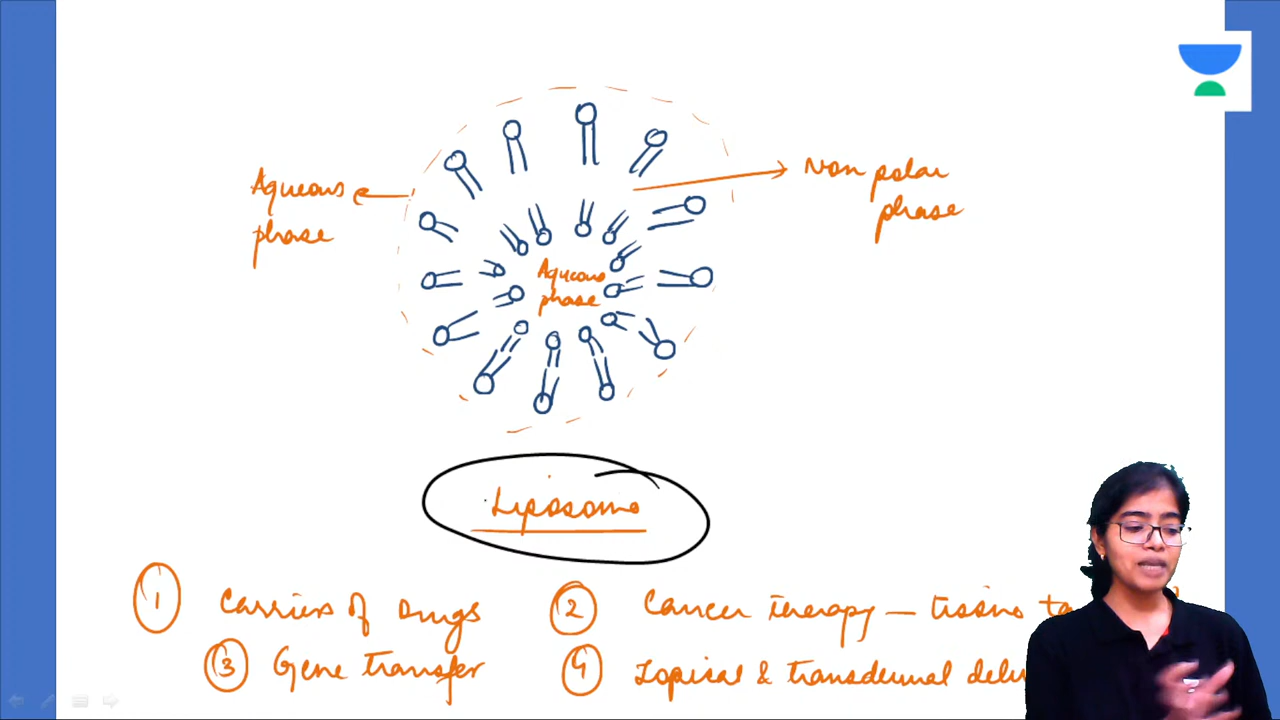 Aqueous
phase
Non polar
phase
Aqueous
phase
Liposome
1 Carriers of drugs
2 Cancer therapy – tissue
3 Gene transfer
4 Topical & transdermal